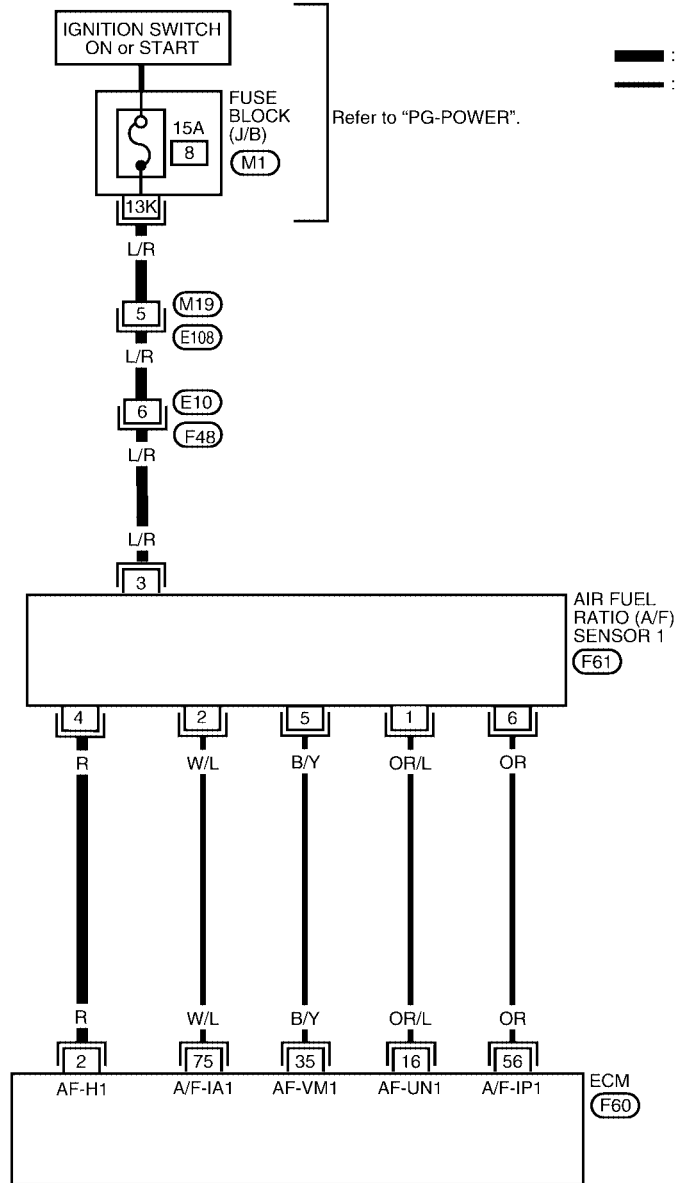 IGNITION SWITCH
ON or START
FUSE
BLOCK
(J/B)
M1
15A
8
Refer to “PG-POWER”.
:
:
13K
L/R
5
M19
E108
L/R
6
E10
F48
L/R
L/R
3
AIR FUEL
RATIO (A/F)
SENSOR 1
F61
4 2 5 1 6
R W/L B/Y OR/L OR
R W/L B/Y OR/L OR
2 75 35 16 56
AF-H1 A/F-IA1 AF-VM1 AF-UN1 A/F-IP1
ECM
F60